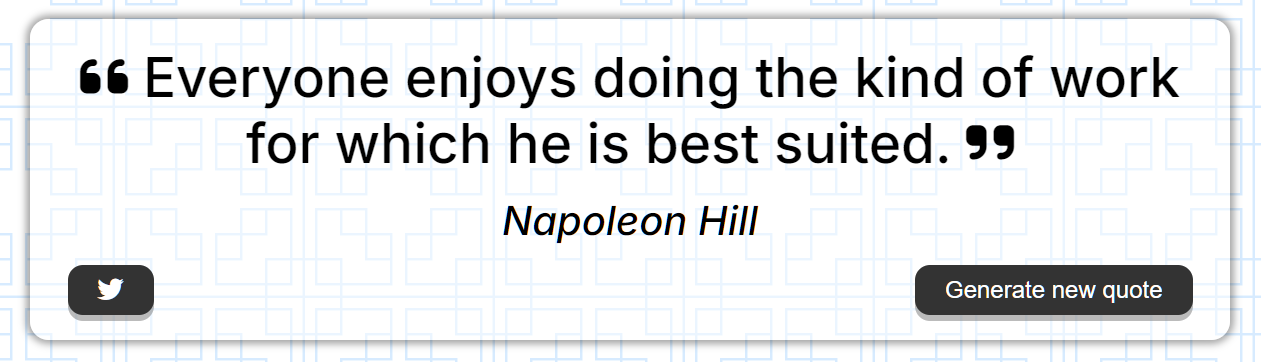 ❝ Everyone enjoys doing the kind of work
for which he is best suited. ❞
Napoleon Hill
Generate new quote